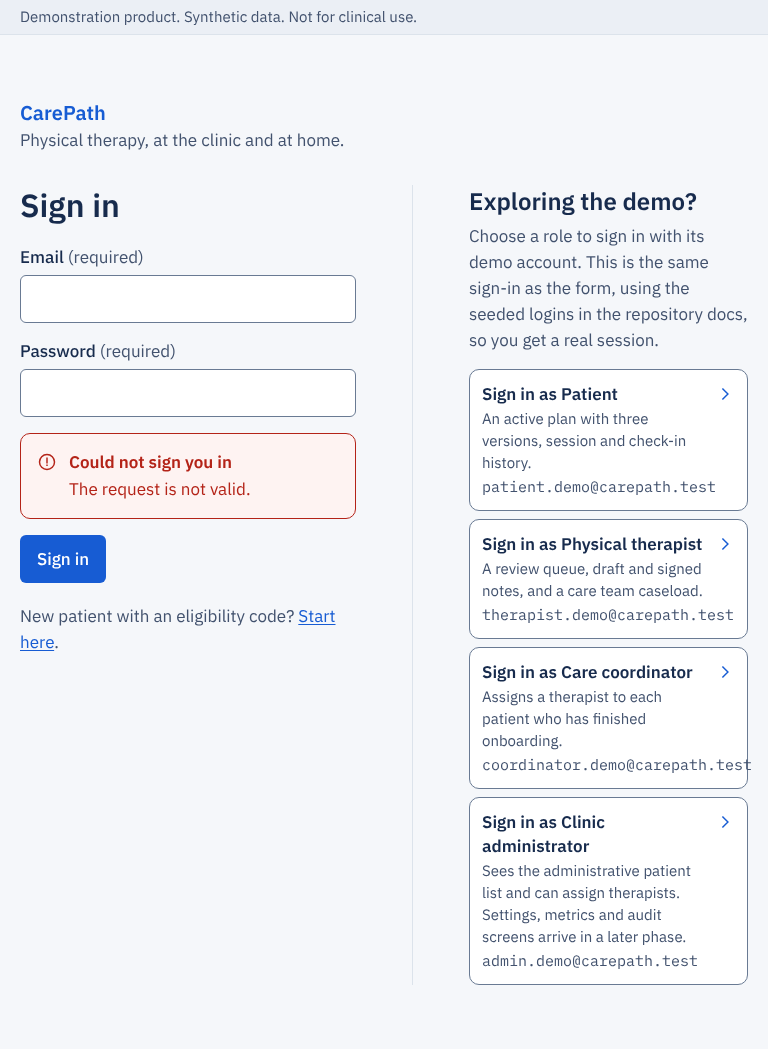 Demonstration product. Synthetic data. Not for clinical use.
CarePath
Physical therapy, at the clinic and at home.
Sign in
Email (required)
Password (required)
Could not sign you in
The request is not valid.
Sign in
New patient with an eligibility code? Start
here.
Exploring the demo?
Choose a role to sign in with its
demo account. This is the same
sign-in as the form, using the
seeded logins in the repository docs,
so you get a real session.
Sign in as Patient
An active plan with three
versions, session and check-in
history.
patient.demo@carepath.test
Sign in as Physical therapist
A review queue, draft and signed
notes, and a care team caseload.
therapist.demo@carepath.test
Sign in as Care coordinator
Assigns a therapist to each
patient who has finished
onboarding.
coordinator.demo@carepath.test
Sign in as Clinic
administrator
Sees the administrative patient
list and can assign therapists.
Settings, metrics and audit
screens arrive in a later phase.
admin.demo@carepath.test